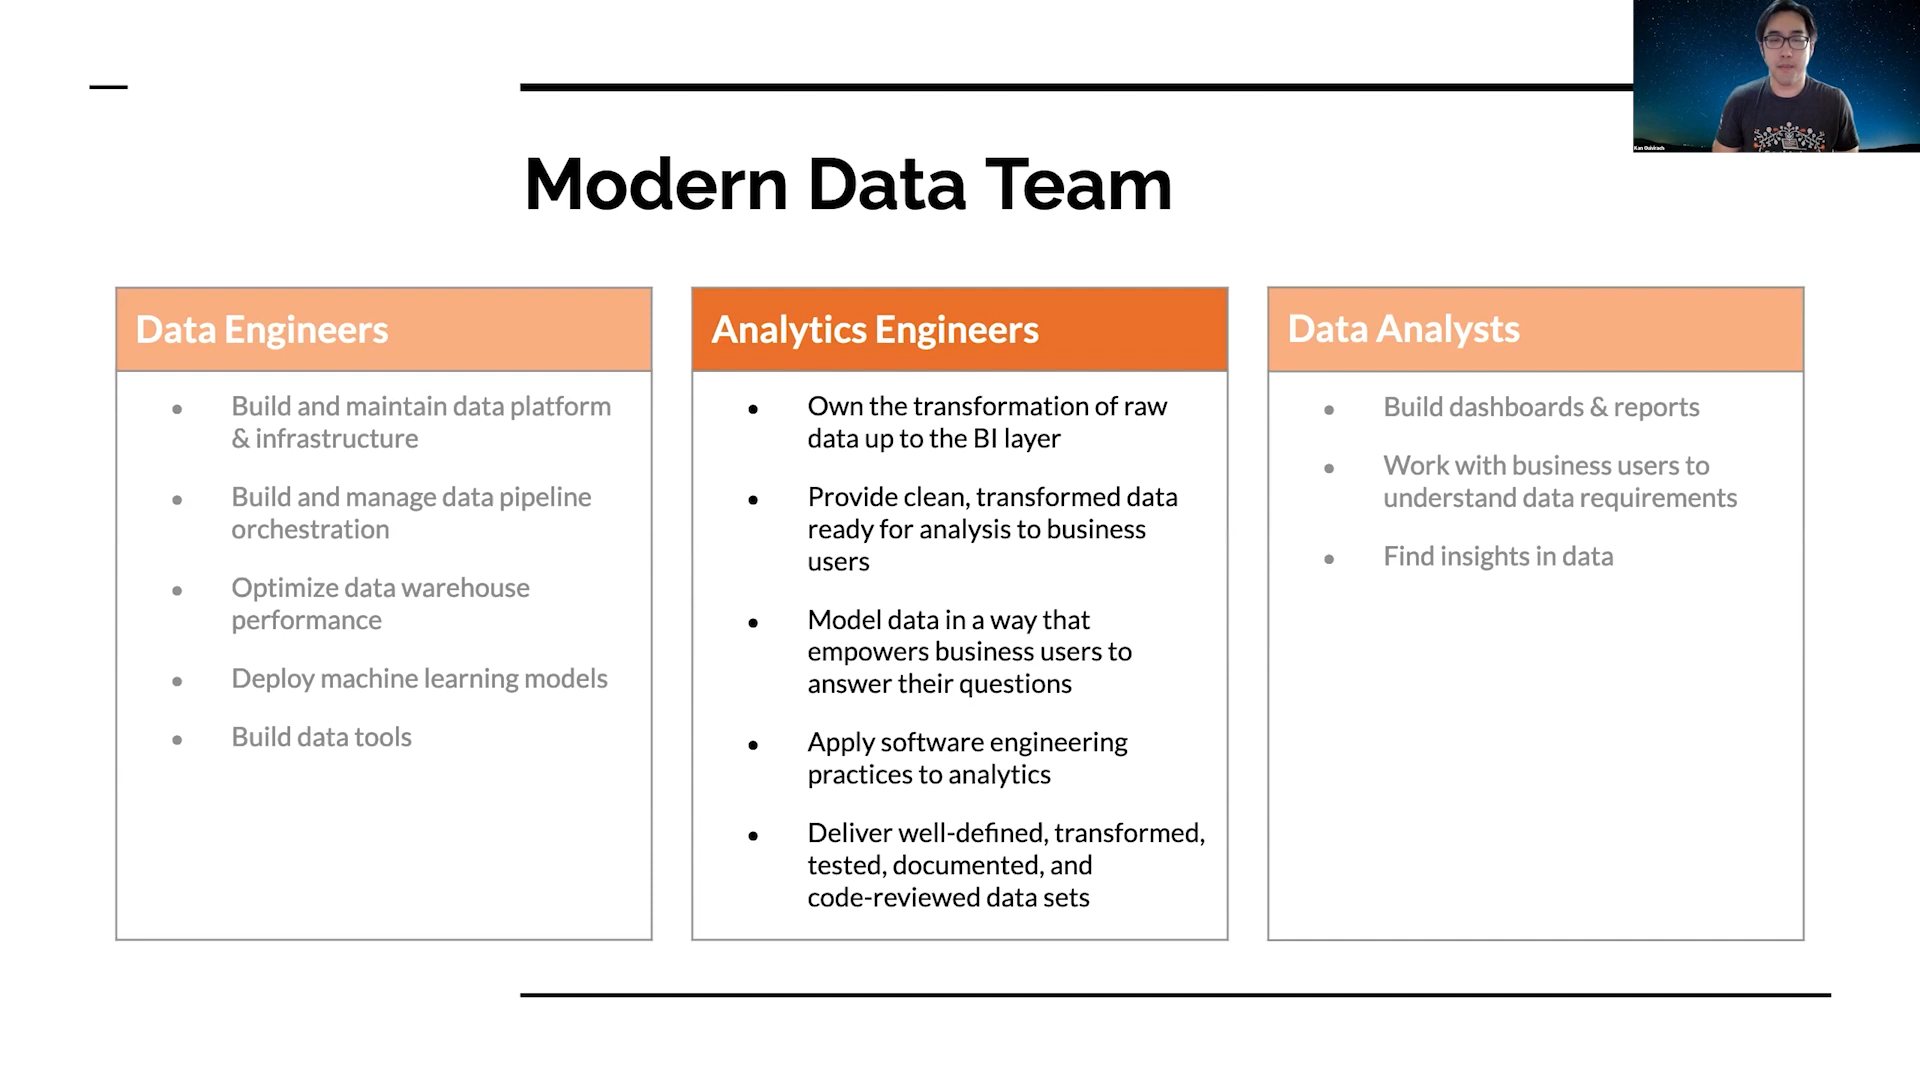 Modern Data Team
Data Engineers
Build and maintain data platform
& infrastructure
Build and manage data pipeline
orchestration
Optimize data warehouse
performance
Deploy machine learning models
Build data tools
Analytics Engineers
Own the transformation of raw
data up to the BI layer
Provide clean, transformed data
ready for analysis to business
users
Model data in a way that
empowers business users to
answer their questions
Apply software engineering
practices to analytics
Deliver well-defined, transformed,
tested, documented, and
code-reviewed data sets
Data Analysts
Build dashboards & reports
Work with business users to
understand data requirements
Find insights in data
Kan Ouivirach